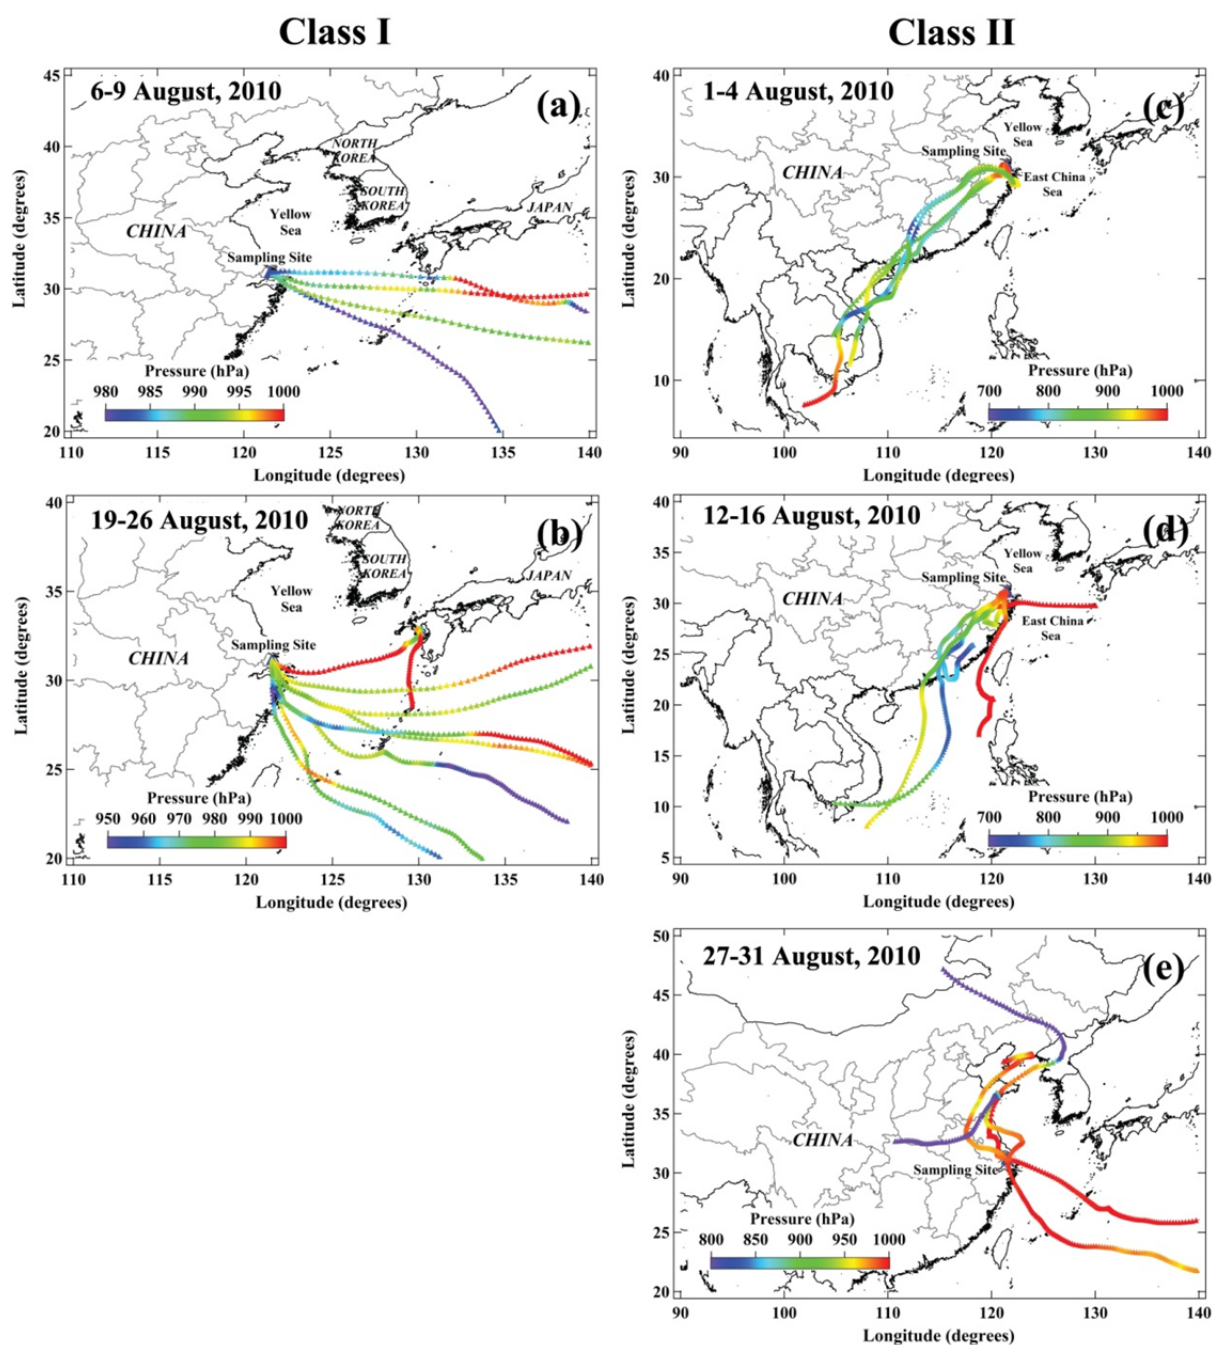 Class I
Class II
6-9 August, 2010
(a)
45
40
35
30
25
20
Latitude (degrees)
NORTH
KOREA
SOUTH
KOREA
JAPAN
CHINA
Yellow
Sea
Sampling Site
Pressure (hPa)
980 985 990 995 1000
110 115 120 125 130 135 140
Longitude (degrees)
1-4 August, 2010
(c)
40
30
20
10
Latitude (degrees)
Yellow
Sea
Sampling Site
CHINA
East China
Sea
Pressure (hPa)
700 800 900 1000
90 100 110 120 130 140
Longitude (degrees)
19-26 August, 2010
(b)
40
35
30
25
20
Latitude (degrees)
NORTH
KOREA
SOUTH
KOREA
JAPAN
Yellow
Sea
Sampling Site
CHINA
Pressure (hPa)
950 960 970 980 990 1000
110 115 120 125 130 135 140
Longitude (degrees)
12-16 August, 2010
(d)
40
35
30
25
20
15
10
5
Latitude (degrees)
Yellow
Sea
Sampling Site
CHINA
East China
Sea
Pressure (hPa)
700 800 900 1000
90 100 110 120 130 140
Longitude (degrees)
27-31 August, 2010
(e)
50
45
40
35
30
25
20
Latitude (degrees)
CHINA
Sampling Site
Pressure (hPa)
800 850 900 950 1000
90 100 110 120 130 140
Longitude (degrees)